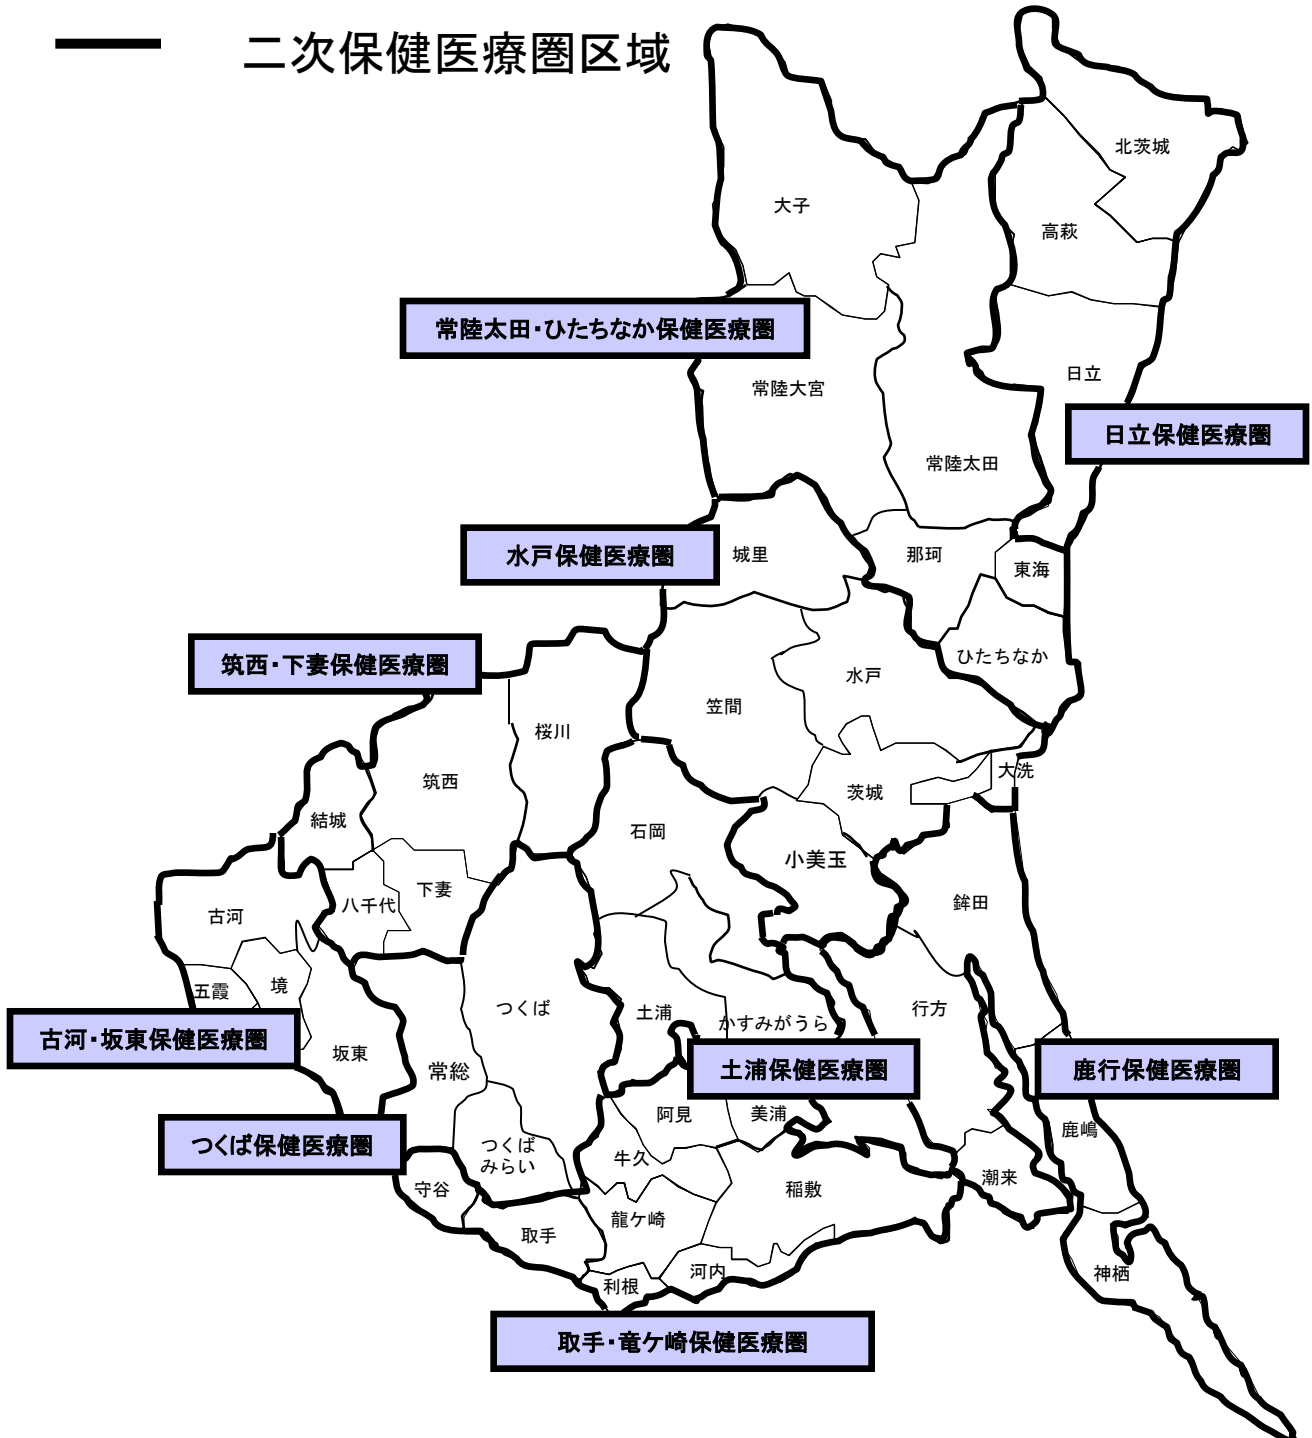 二次保健医療圏区域
北茨城
大子
高萩
常陸太田・ひたちなか保健医療圏
日立
常陸大宮
日立保健医療圏
常陸太田
水戸保健医療圏
城里
那珂
東海
筑西・下妻保健医療圏
ひたちなか
水戸
笠間
桜川
大洗
筑西
茨城
結城
石岡
小美玉
下妻
八千代
鉾田
古河
五霞
境
つくば
土浦
行方
かすみがうら
古河・坂東保健医療圏
坂東
常総
土浦保健医療圏
鹿行保健医療圏
阿見
美浦
鹿嶋
つくば保健医療圏
つくば
みらい
牛久
潮来
守谷
稲敷
龍ケ崎
取手
河内
神栖
利根
取手・竜ケ崎保健医療圏